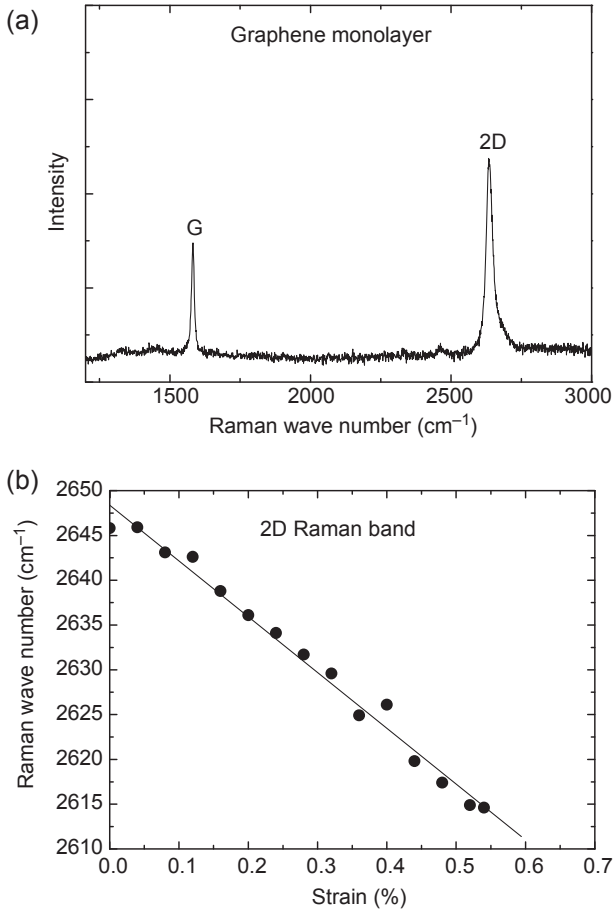 (a)
Graphene monolayer
2D
G
Intensity
1500 2000 2500 3000
Raman wave number (cm⁻¹)
(b)
2D Raman band
2650
2645
2640
2635
2630
2625
2620
2615
2610
Raman wave number (cm⁻¹)
0.0 0.1 0.2 0.3 0.4 0.5 0.6 0.7
Strain (%)